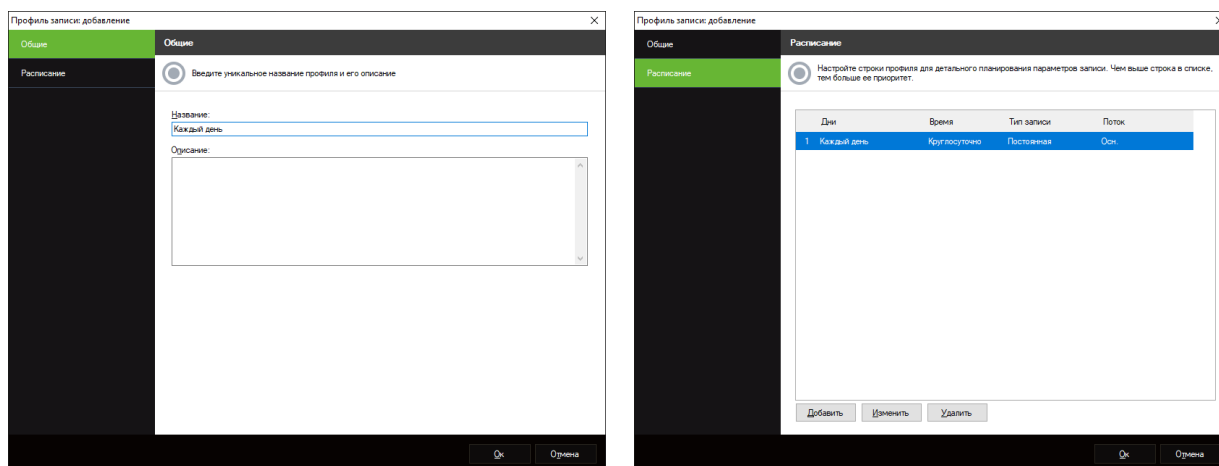 Профиль записи: добавление
Общие
Расписание
Общие
Введите уникальное название профиля и его описание
Название:
Каждый день
Описание:
Ок Отмена
Профиль записи: добавление
Общие
Расписание
Расписание
Настройте строки профиля для детального планирования параметров записи. Чем выше строка в списке,
тем больше ее приоритет.
Дни Время Тип записи Поток
1 Каждый день Круглосуточно Постоянная Осн.
Добавить Изменить Удалить
Ок Отмена